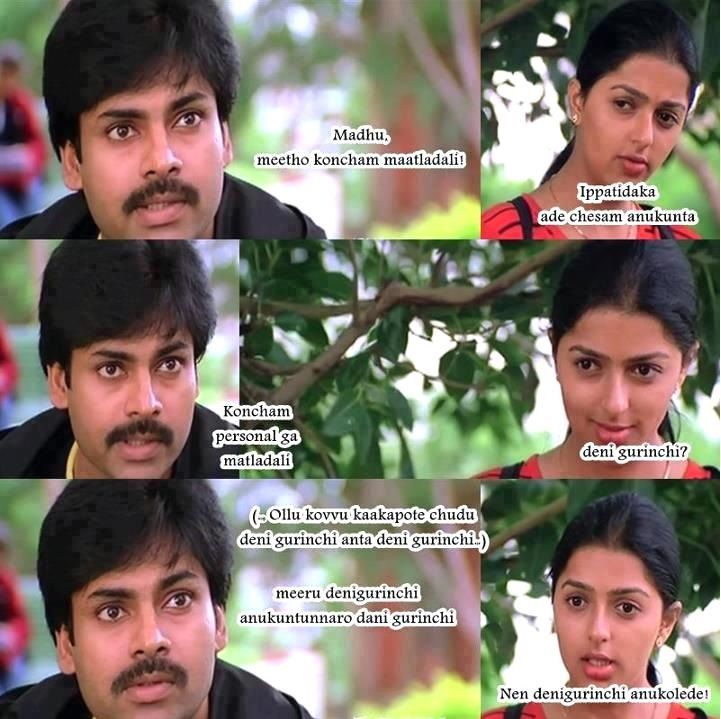 Madhu,
meetho koncham maatladali!
Ippatidaka
ade chesam anukunta
Koncham
personal ga
matladali
deni gurinchi?
(., Ollu kovvu kaakapote chudu
deni gurinchi anta deni gurinchi..)
meeru denigurinchi
anukuntunnaro dani gurinchi
Nen denigurinchi anukolede!